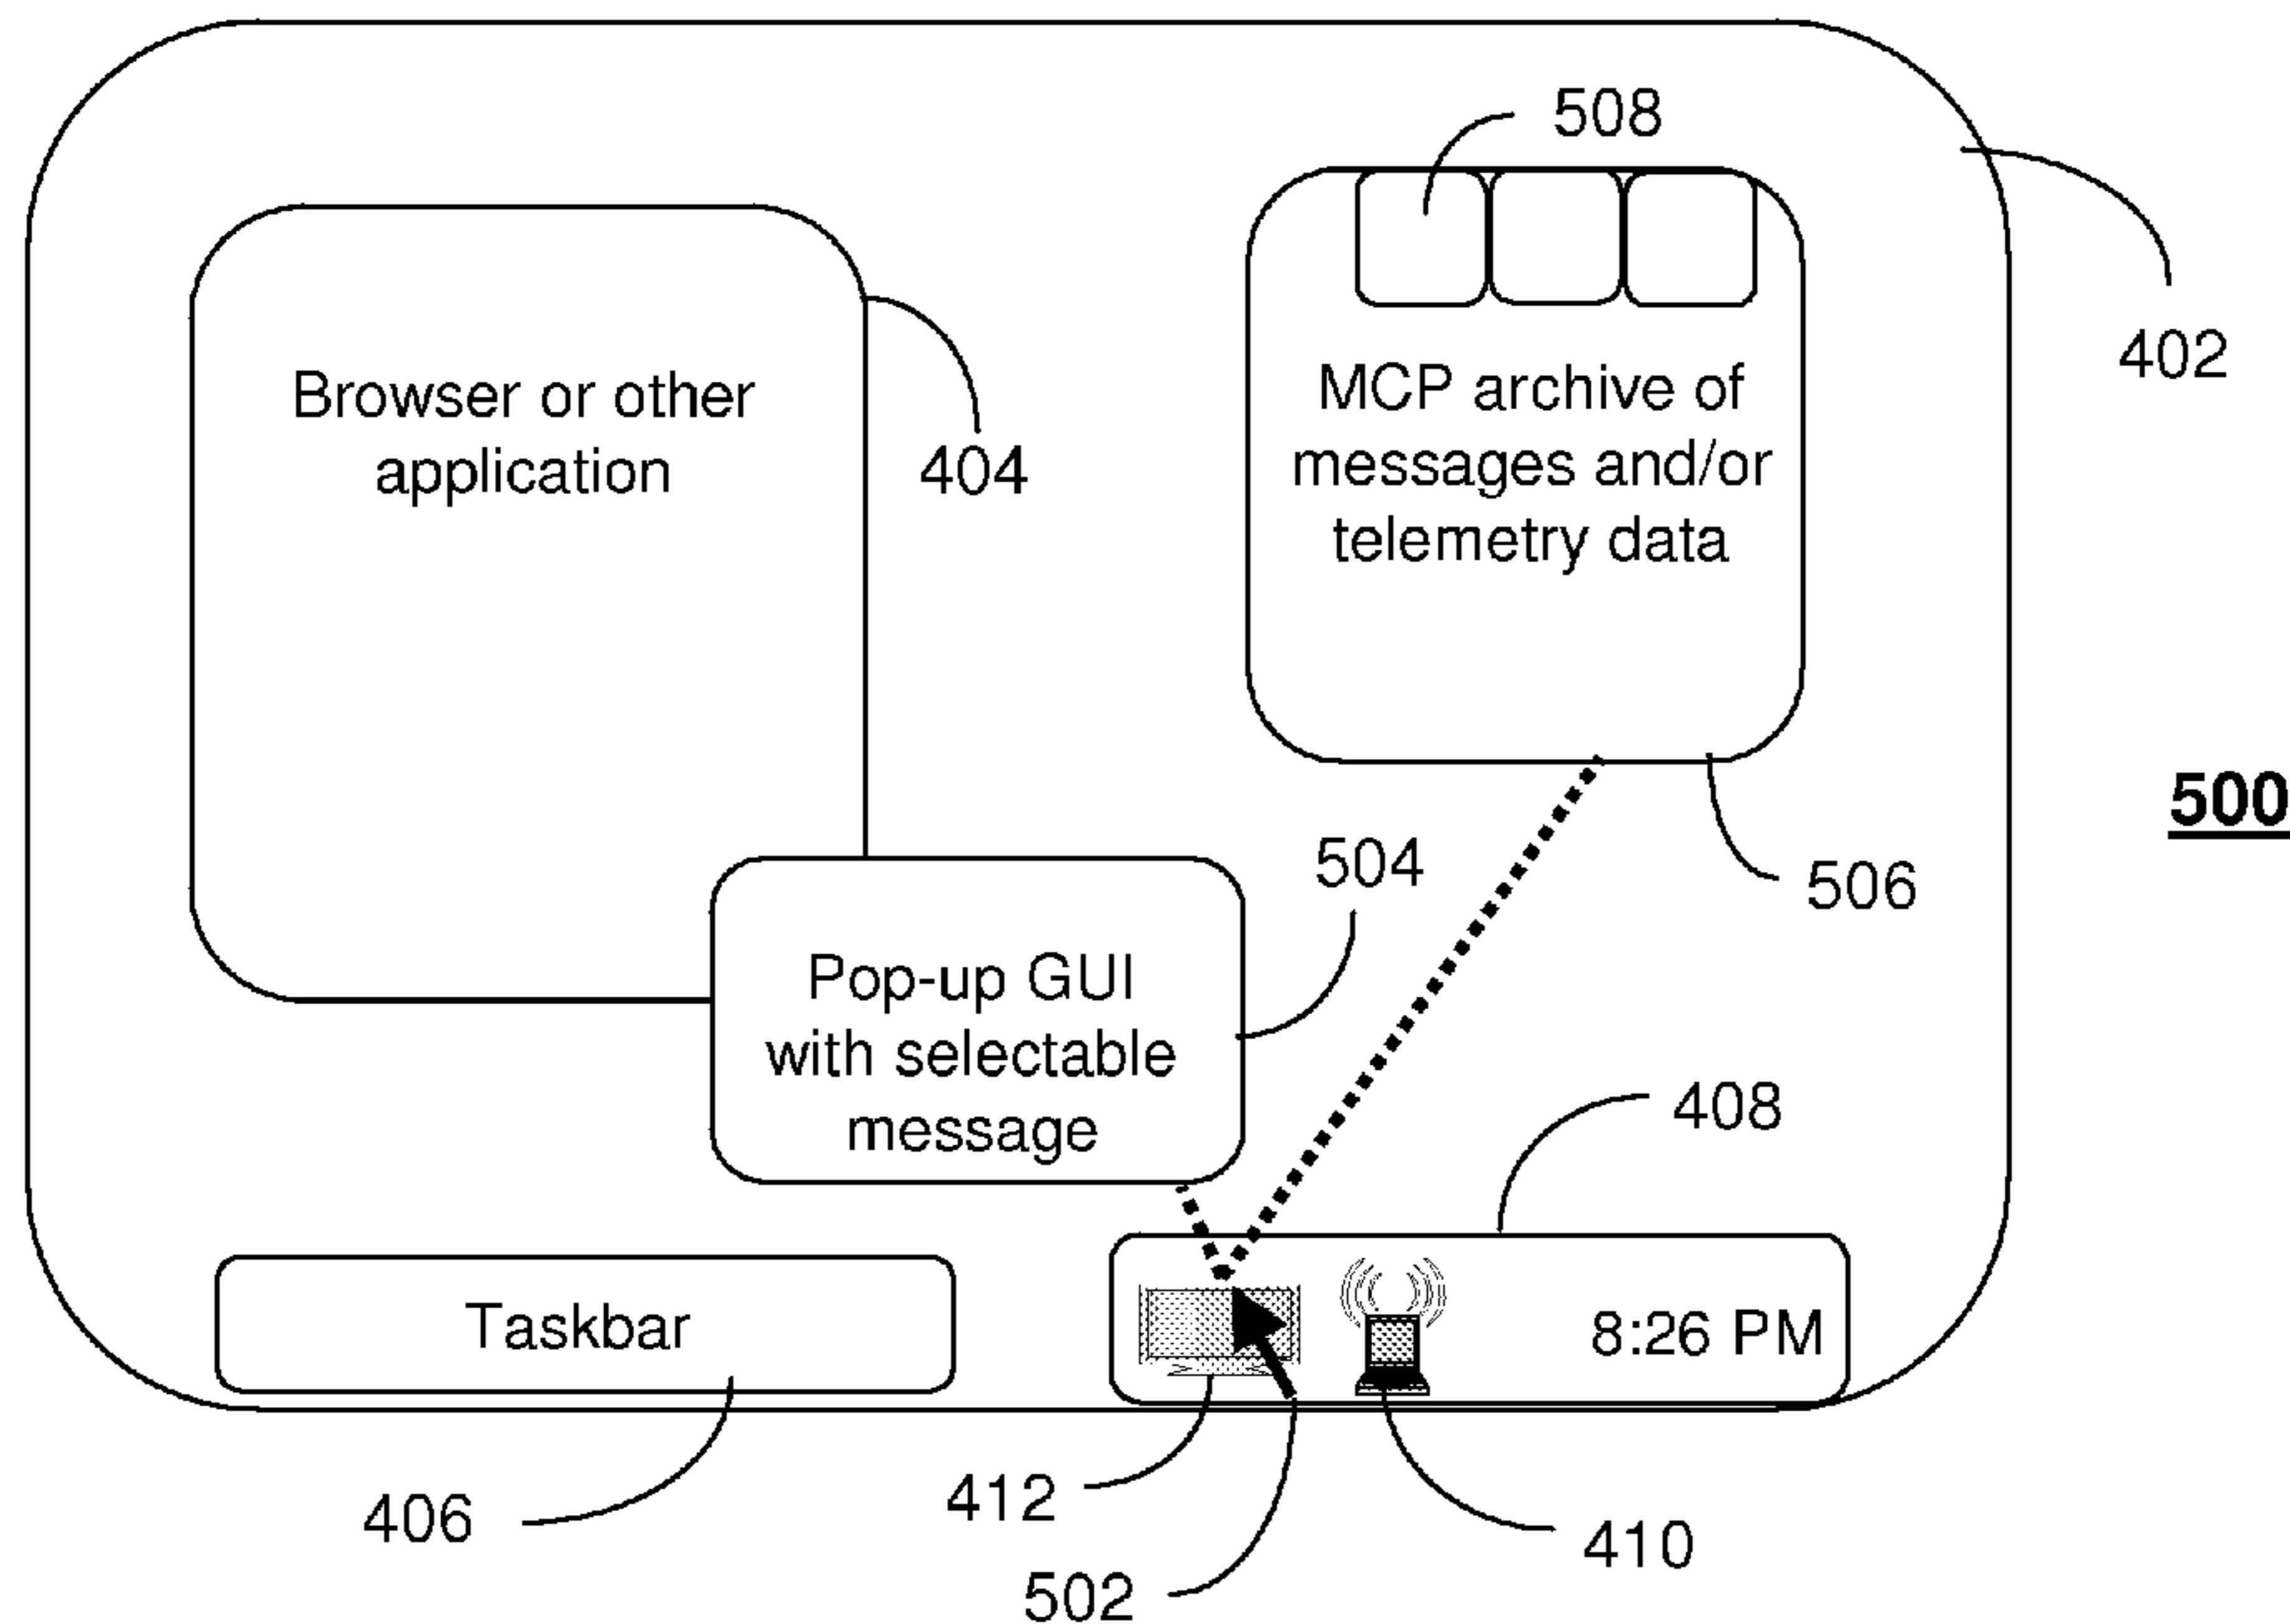 508
402
Browser or other
application
404
MCP archive of
messages and/or
telemetry data
500
506
504
Pop-up GUI
with selectable
message
408
Taskbar
8:26 PM
406
412
502
410